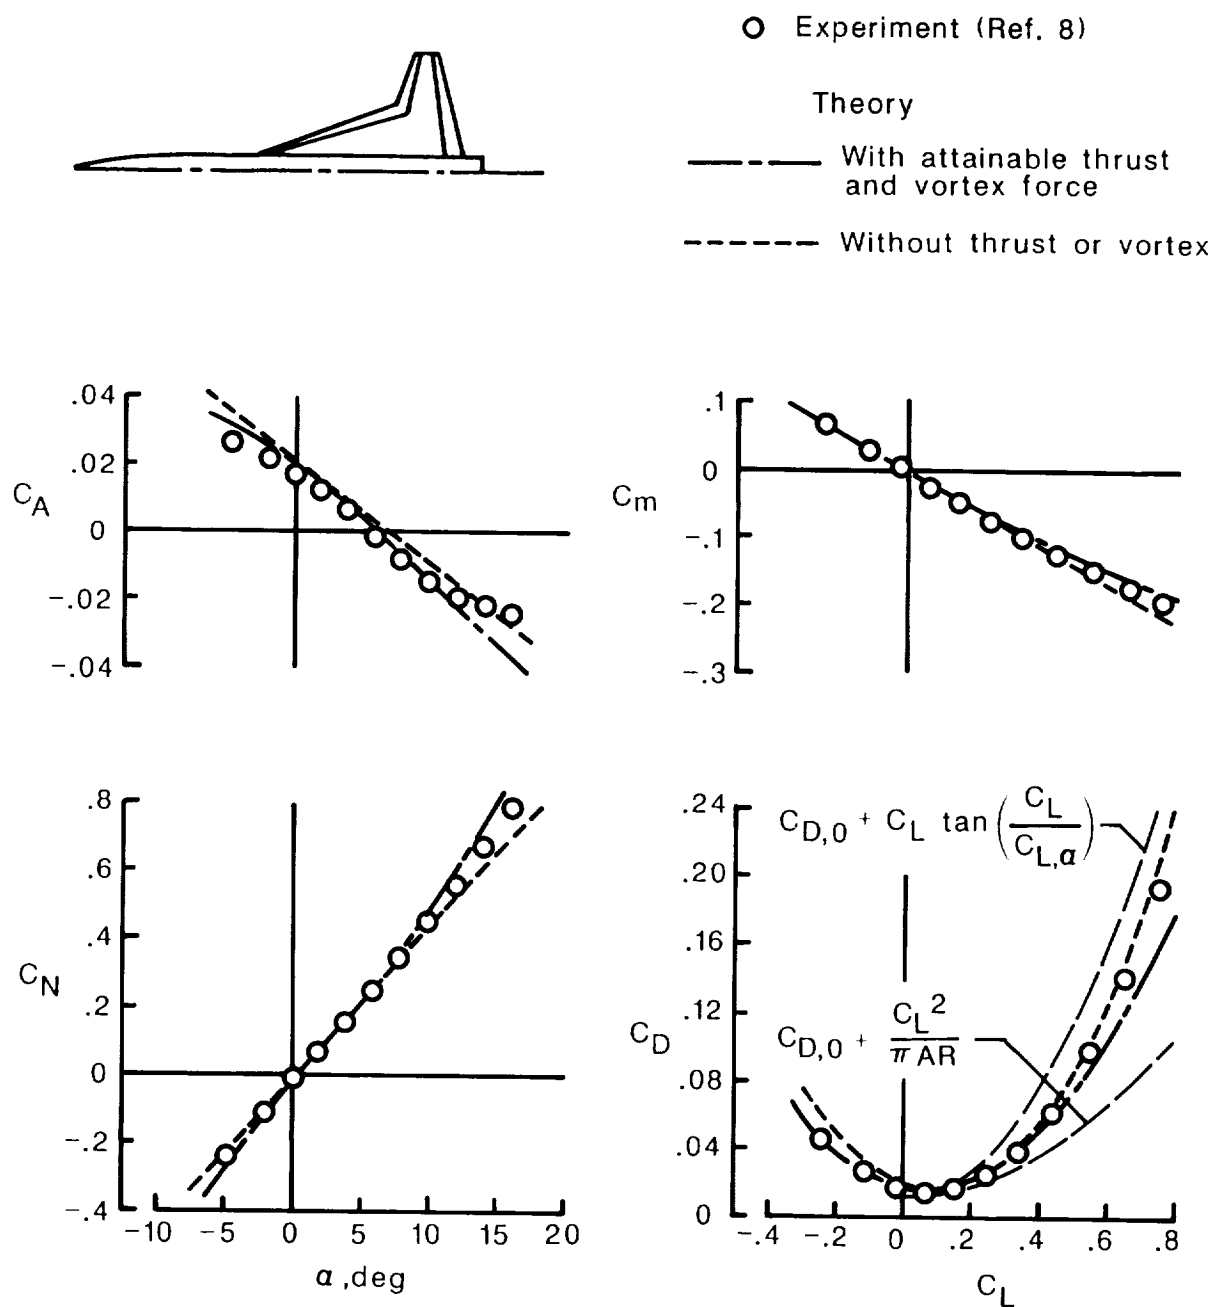 Experiment (Ref. 8)
Theory
With attainable thrust
and vortex force
Without thrust or vortex
.04
.02
0
-.02
-.04
C_A
.1
0
-.1
-.2
-.3
C_m
.8
.6
.4
.2
0
-.2
-.4
C_N
-10 -5 0 5 10 15 20
α,deg
.24
.20
.16
.12
.08
.04
0
C_D
C_{D,0} + C_L tan(C_L/C_{L,α})
C_{D,0} + C_L^2/πAR
-.4 -.2 0 .2 .4 .6 .8
C_L